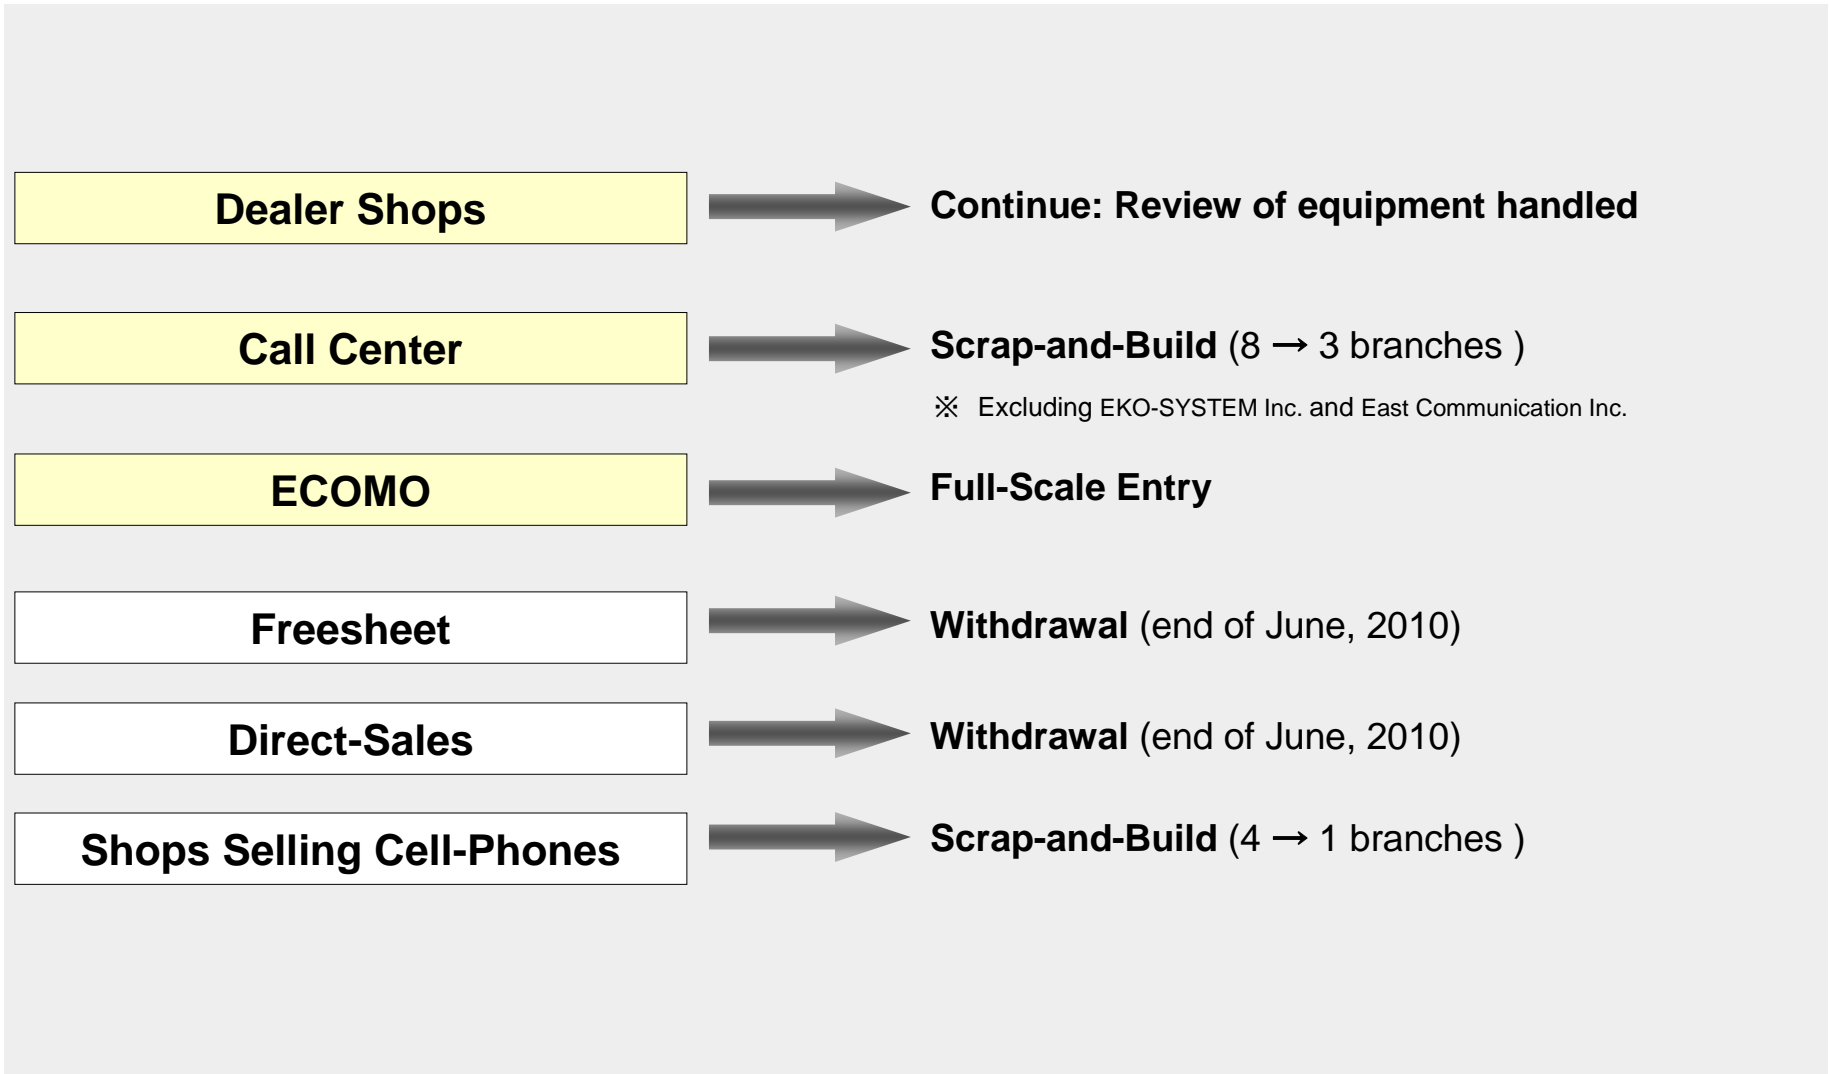 Dealer Shops
Continue: Review of equipment handled
Call Center
Scrap-and-Build (8 → 3 branches )
※ Excluding EKO-SYSTEM Inc. and East Communication Inc.
ECOMO
Full-Scale Entry
Freesheet
Withdrawal (end of June, 2010)
Direct-Sales
Withdrawal (end of June, 2010)
Shops Selling Cell-Phones
Scrap-and-Build (4 → 1 branches )